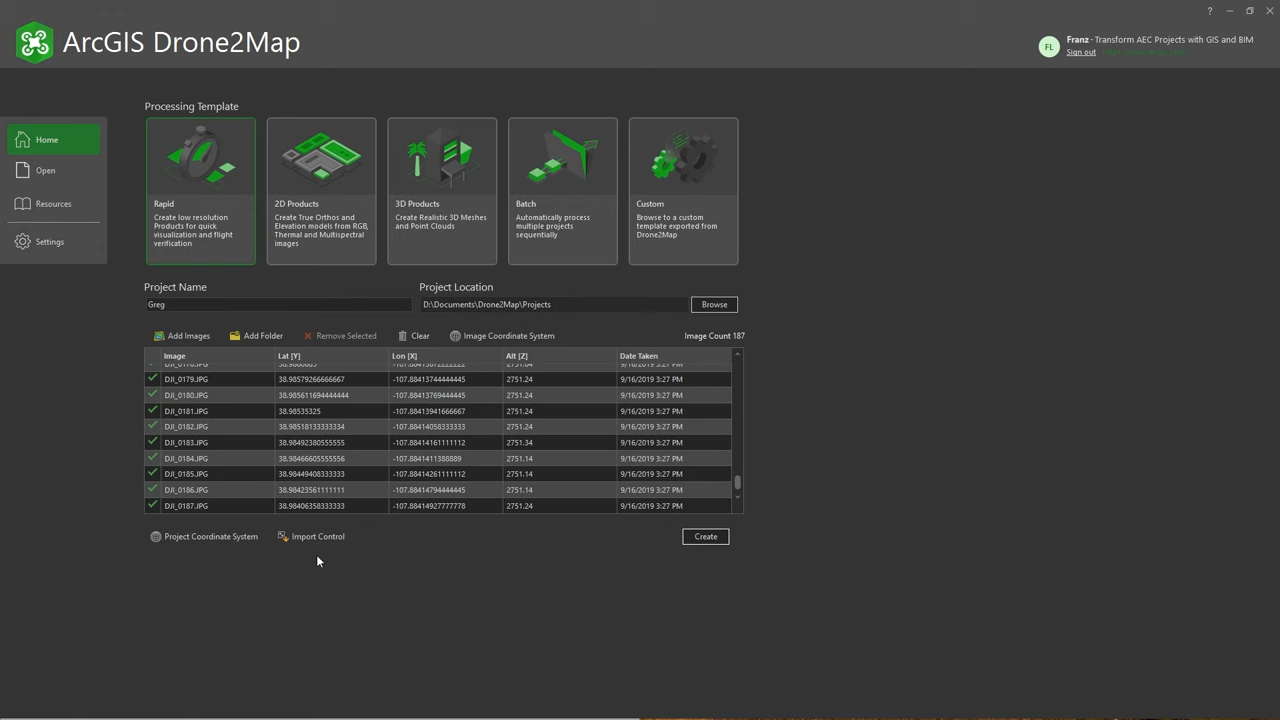 ?
ArcGIS Drone2Map
FL
Franz - Transform AEC Projects with GIS and BIM
Sign out
Home
Open
Resources
Settings
Processing Template
Rapid
Create low resolution
Products for quick
visualization and flight
verification
2D Products
Create True Orthos and
Elevation models from RGB,
Thermal and Multispectral
images
3D Products
Create Realistic 3D Meshes
and Point Clouds
Batch
Automatically process
multiple projects
sequentially
Custom
Browse to a custom
template exported from
Drone2Map
Project Name
Project Location
Greg
D:\Documents\Drone2Map\Projects
Browse
Add Images Add Folder Remove Selected Clear Image Coordinate System Image Count 187
Image Lat [Y] Lon [X] Alt [Z] Date Taken
DJI_0179.JPG 38.98579266666667 -107.88413744444445 2751.24 9/16/2019 3:27 PM
DJI_0180.JPG 38.985611694444444 -107.88413769444445 2751.24 9/16/2019 3:27 PM
DJI_0181.JPG 38.98535325 -107.88413941666667 2751.24 9/16/2019 3:27 PM
DJI_0182.JPG 38.98518133333334 -107.88414058333333 2751.24 9/16/2019 3:27 PM
DJI_0183.JPG 38.98492380555555 -107.88414161111112 2751.34 9/16/2019 3:27 PM
DJI_0184.JPG 38.98466605555556 -107.8841411388889 2751.14 9/16/2019 3:27 PM
DJI_0185.JPG 38.98449408333333 -107.88414261111112 2751.14 9/16/2019 3:27 PM
DJI_0186.JPG 38.98423561111111 -107.88414794444445 2751.14 9/16/2019 3:27 PM
DJI_0187.JPG 38.98406358333333 -107.88414927777778 2751.24 9/16/2019 3:27 PM
Project Coordinate System Import Control Create